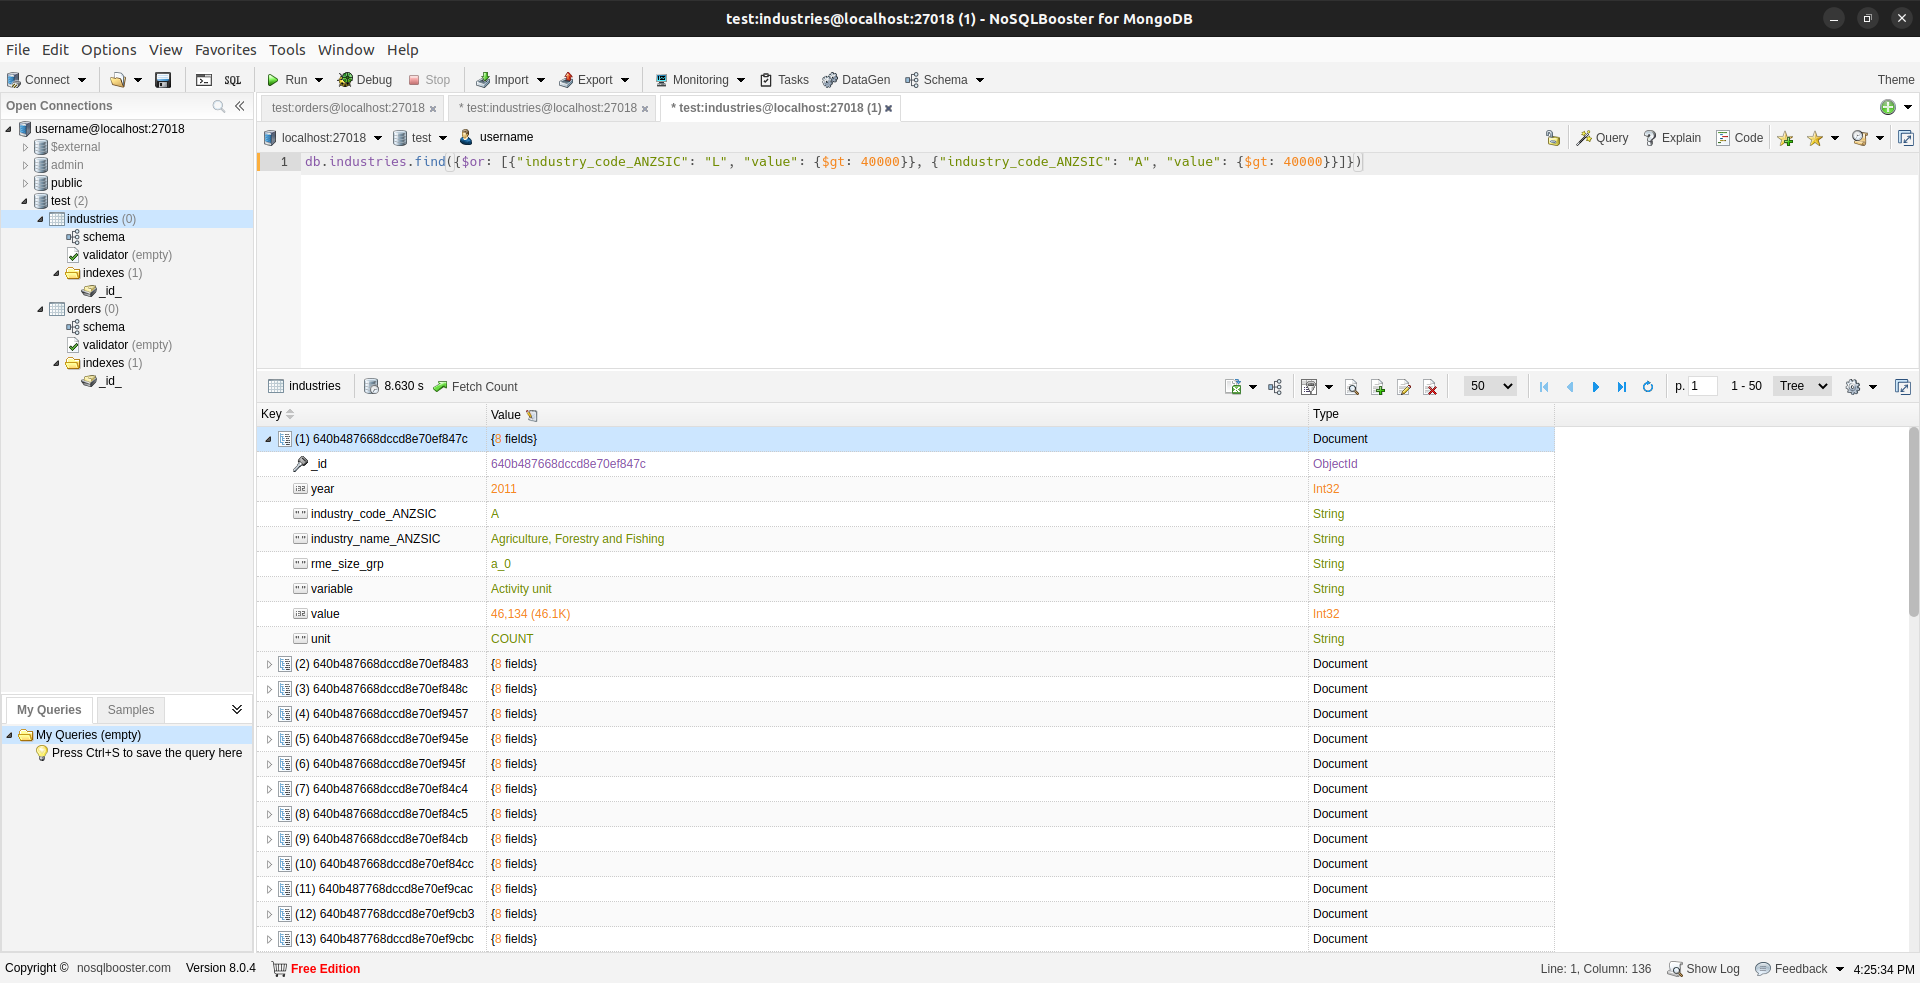 test:industries@localhost:27018 (1) - NoSQLBooster for MongoDB
File Edit Options View Favorites Tools Window Help
Connect SQL Run Debug Stop Import Export Monitoring Tasks DataGen Schema Theme
Open Connections
username@localhost:27018
$external
admin
public
test (2)
industries (0)
schema
validator (empty)
indexes (1)
_id_
orders (0)
schema
validator (empty)
indexes (1)
_id_
My Queries Samples
My Queries (empty)
Press Ctrl+S to save the query here
test:orders@localhost:27018 * test:industries@localhost:27018 * test:industries@localhost:27018 (1)
localhost:27018 test username Query Explain Code
1 db.industries.find({$or: [{"industry_code_ANZSIC": "L", "value": {$gt: 40000}}, {"industry_code_ANZSIC": "A", "value": {$gt: 40000}}]})
industries 8.630 s Fetch Count 50 p. 1 1 - 50 Tree
Key Value Type
(1) 640b487668dccd8e70ef847c {8 fields} Document
_id 640b487668dccd8e70ef847c ObjectId
year 2011 Int32
industry_code_ANZSIC A String
industry_name_ANZSIC Agriculture, Forestry and Fishing String
rme_size_grp a_0 String
variable Activity unit String
value 46,134 (46.1K) Int32
unit COUNT String
(2) 640b487668dccd8e70ef8483 {8 fields} Document
(3) 640b487668dccd8e70ef848c {8 fields} Document
(4) 640b487668dccd8e70ef9457 {8 fields} Document
(5) 640b487668dccd8e70ef945e {8 fields} Document
(6) 640b487668dccd8e70ef945f {8 fields} Document
(7) 640b487668dccd8e70ef84c4 {8 fields} Document
(8) 640b487668dccd8e70ef84c5 {8 fields} Document
(9) 640b487668dccd8e70ef84cb {8 fields} Document
(10) 640b487668dccd8e70ef84cc {8 fields} Document
(11) 640b487768dccd8e70ef9cac {8 fields} Document
(12) 640b487768dccd8e70ef9cb3 {8 fields} Document
(13) 640b487768dccd8e70ef9cbc {8 fields} Document
Copyright © nosqlbooster.com Version 8.0.4 Free Edition Line: 1, Column: 136 Show Log Feedback 4:25:34 PM